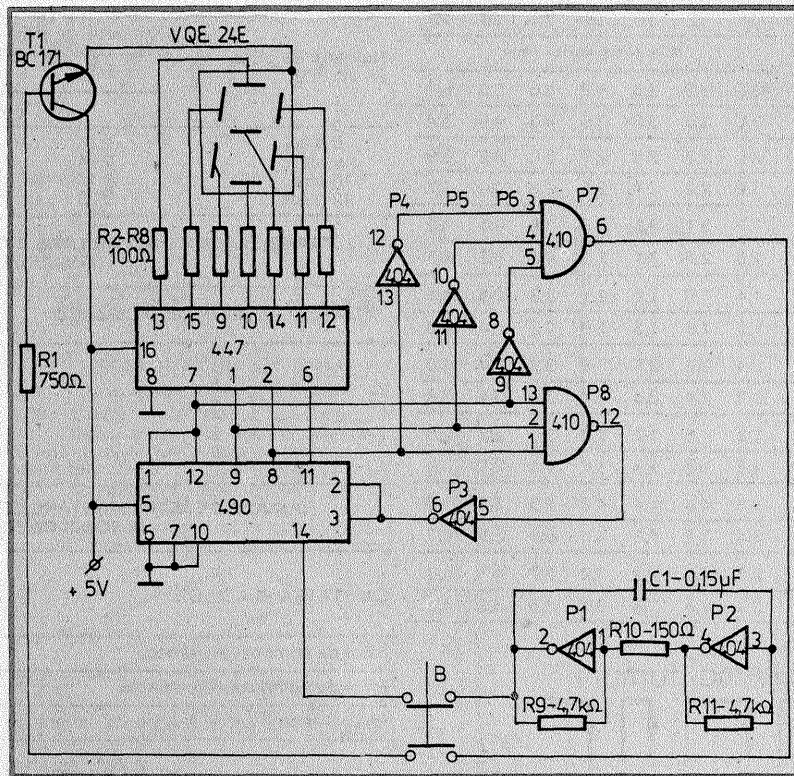 T1
BC 171
VQE 24E
R2-R8
100Ω
R1
750Ω
13 15 9 10 14 11 12
16 447
8 7 1 2 6
1 12 9 8 11
5 490 2
3
6 7 10 14
+ 5V
P4 P5 P6 P7
12
404
13
10
404
11
8
404
9
3
4 410 6
5
P8
13
2 410 12
1
P3
6 404 5
C1-0,15µF
P1
2 404 1
R10-150Ω
P2
4 404 3
R9-4,7kΩ
R11-4,7kΩ
B